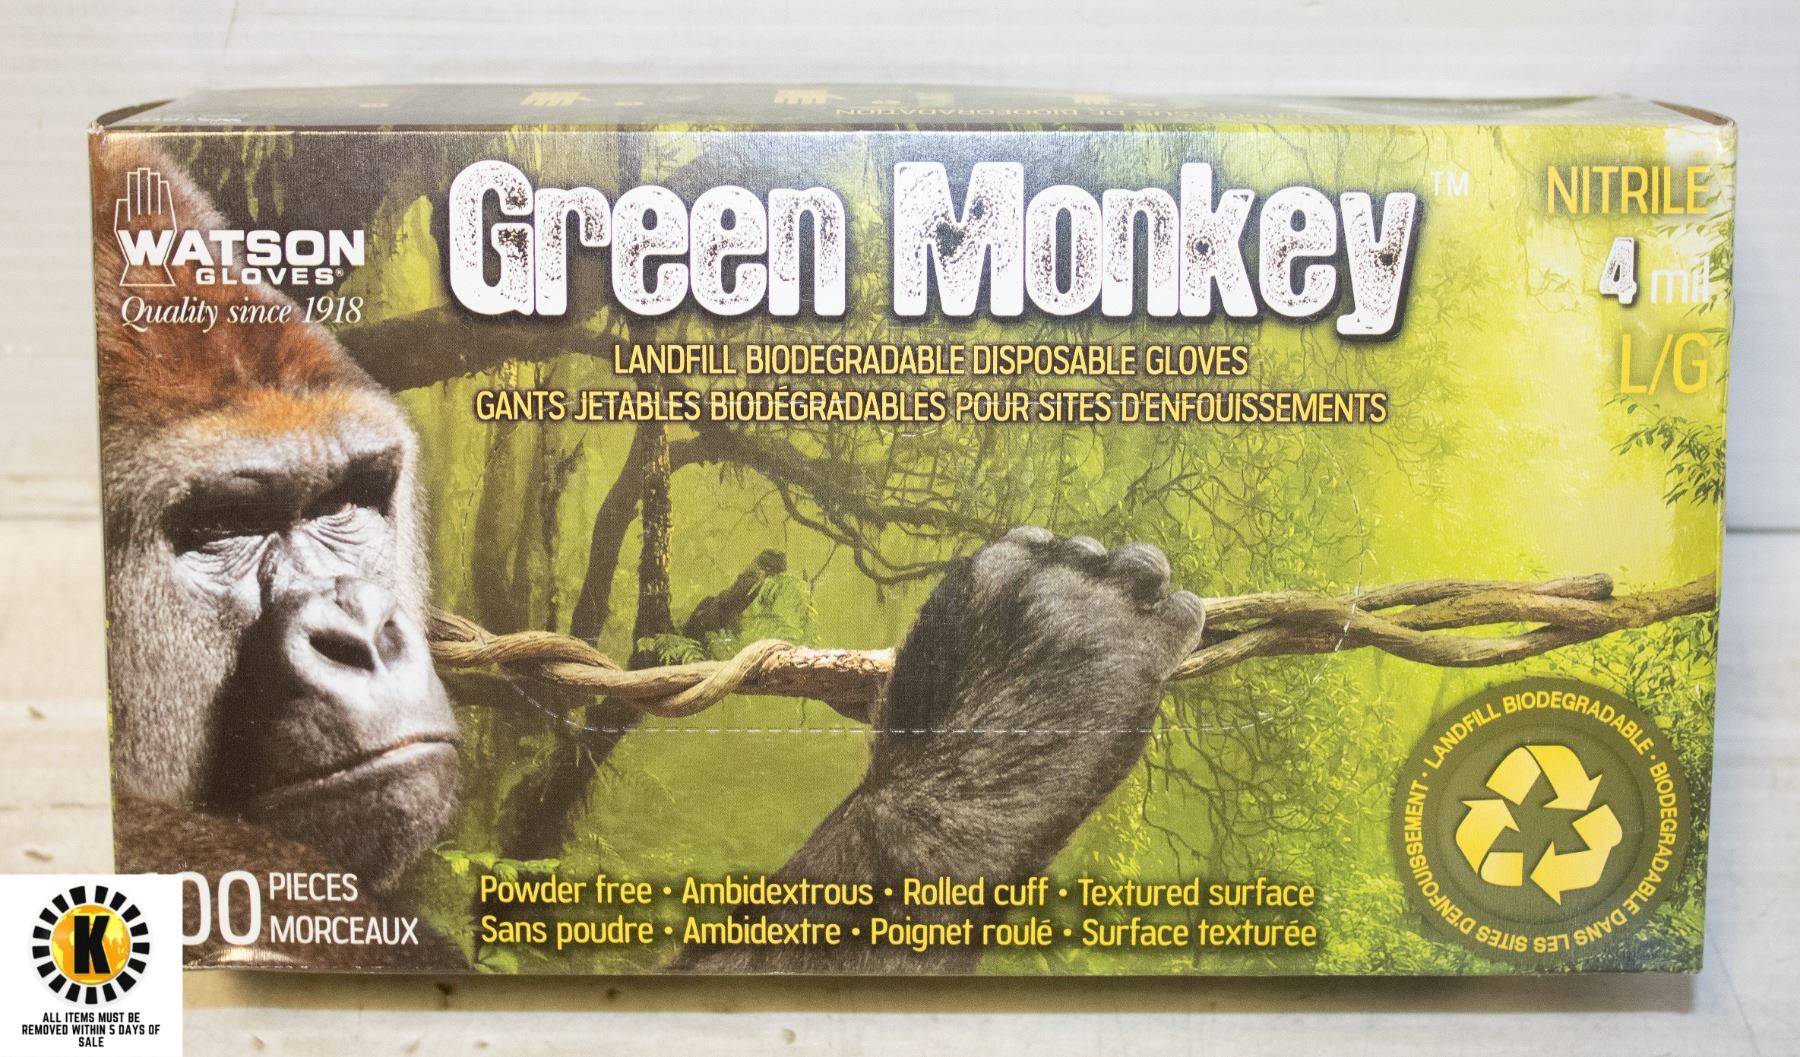 WATSON
GLOVES®
Quality since 1918
Green Monkey™
NITRILE
4 mil
L/G
LANDFILL BIODEGRADABLE DISPOSABLE GLOVES
GANTS JETABLES BIODÉGRADABLES POUR SITES D'ENFOUISSEMENTS
LANDFILL BIODEGRADABLE • BIODEGRADABLE DANS LES SITES D'ENFOUISSEMENT •
00 PIECES
MORCEAUX
Powder free • Ambidextrous • Rolled cuff • Textured surface
Sans poudre • Ambidextre • Poignet roulé • Surface texturée
K
ALL ITEMS MUST BE
REMOVED WITHIN 5 DAYS OF
SALE